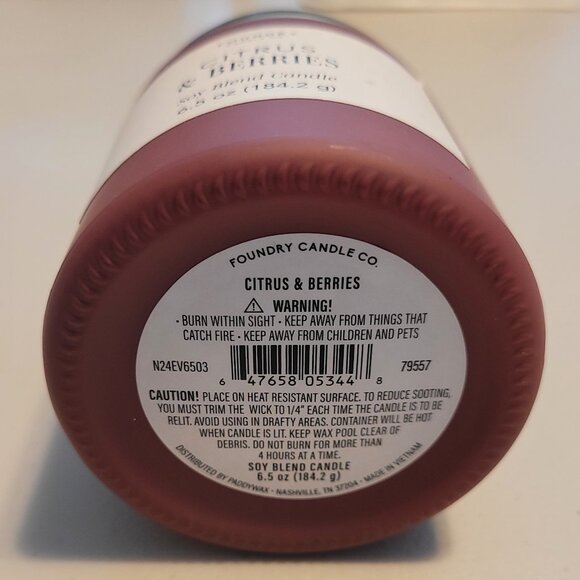 CITRUS
& BERRIES
Soy Blend Candle
6.5 oz (184.2 g)
FOUNDRY CANDLE CO.
CITRUS & BERRIES
⚠ WARNING!
· BURN WITHIN SIGHT · KEEP AWAY FROM THINGS THAT
CATCH FIRE · KEEP AWAY FROM CHILDREN AND PETS
N24EV6503 79557
6 47658 05344 8
CAUTION! PLACE ON HEAT RESISTANT SURFACE. TO REDUCE SOOTING,
YOU MUST TRIM THE WICK TO 1/4" EACH TIME THE CANDLE IS TO BE
RELIT. AVOID USING IN DRAFTY AREAS. CONTAINER WILL BE HOT
WHEN CANDLE IS LIT. KEEP WAX POOL CLEAR OF
DEBRIS. DO NOT BURN FOR MORE THAN
4 HOURS AT A TIME.
SOY BLEND CANDLE
6.5 oz (184.2 g)
DISTRIBUTED BY PADDYWAX · NASHVILLE, TN 37204 · MADE IN VIETNAM